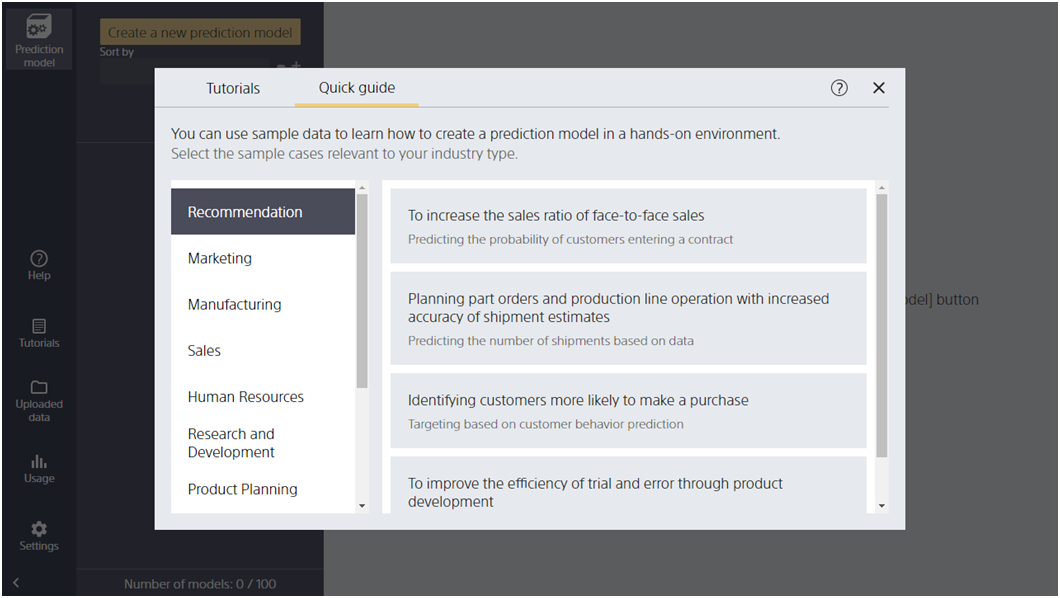 Prediction
model
Create a new prediction model
Sort by
Tutorials
Quick guide
You can use sample data to learn how to create a prediction model in a hands-on environment.
Select the sample cases relevant to your industry type.
Recommendation
Marketing
Manufacturing
Sales
Human Resources
Research and
Development
Product Planning
To increase the sales ratio of face-to-face sales
Predicting the probability of customers entering a contract
Planning part orders and production line operation with increased
accuracy of shipment estimates
Predicting the number of shipments based on data
Identifying customers more likely to make a purchase
Targeting based on customer behavior prediction
To improve the efficiency of trial and error through product
development
button
Help
Tutorials
Uploaded
data
Usage
Settings
Number of models: 0 / 100